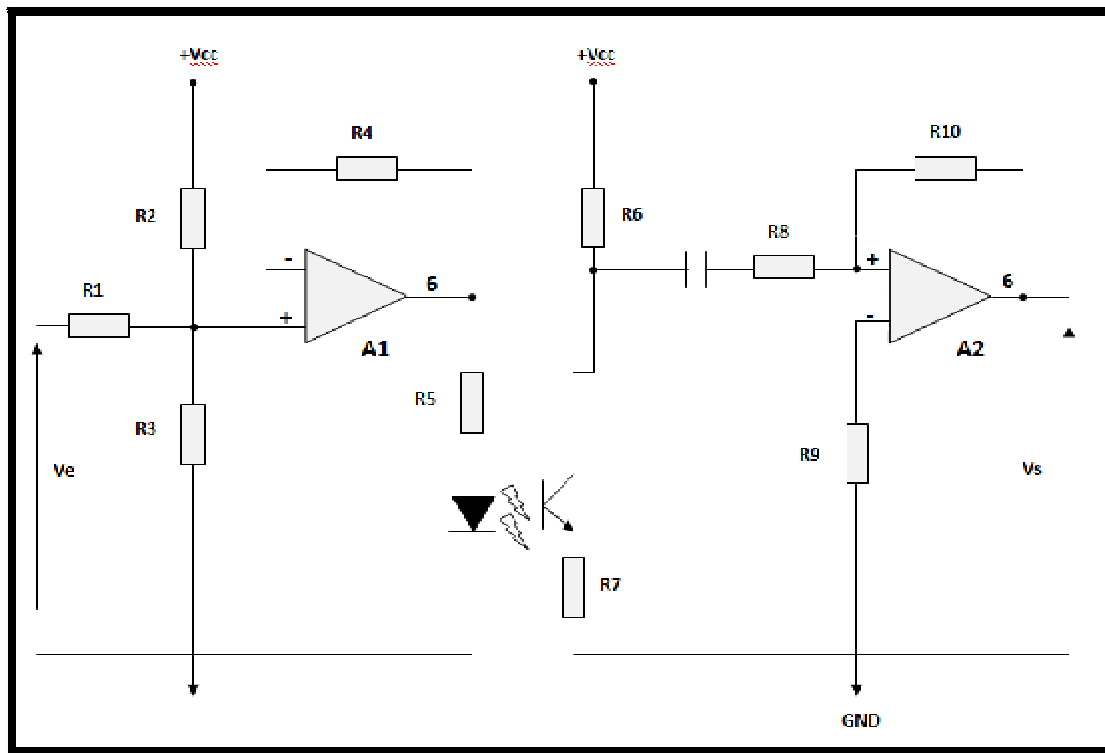 +Vcc
+Vcc
R4
R10
R2
R6
R8
-
6
+
6
R1
+
A1
-
A2
R5
R3
R9
Ve
Vs
R7
GND